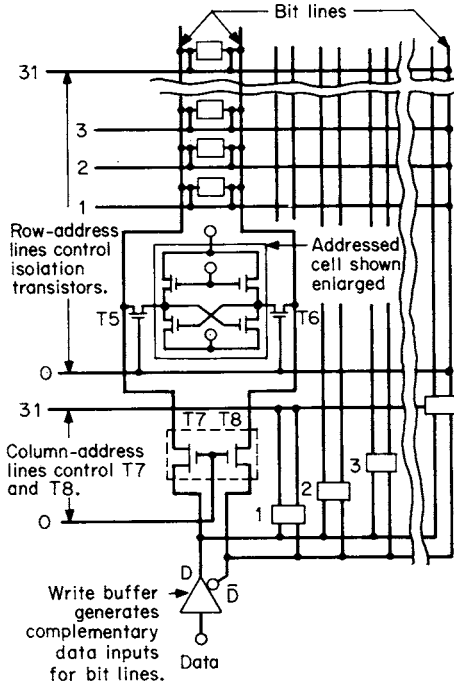 Bit lines
31
3
2
1
Row-address
lines control
isolation
transistors.
Addressed
cell shown
enlarged
T5
T6
0
31
T7 T8
Column-address
lines control T7
and T8.
3
2
1
0
D
D̅
Write buffer
generates
complementary
data inputs
for bit lines.
Data